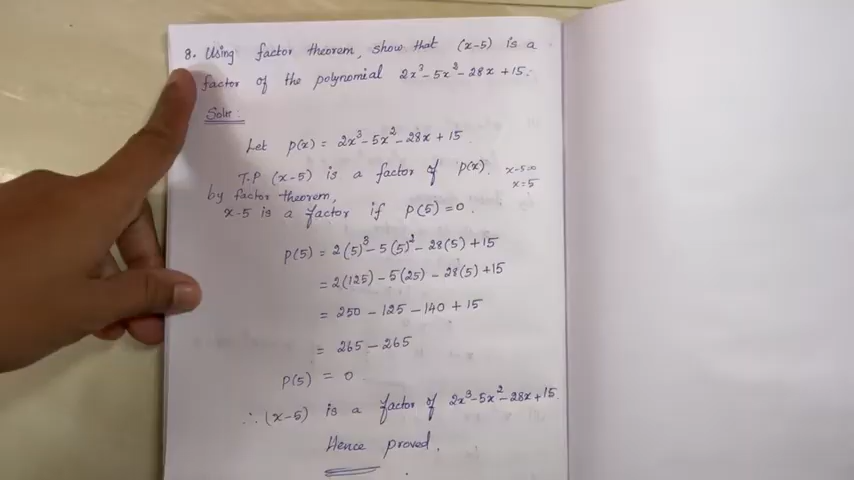 8. Using factor theorem, show that (x-5) is a
factor of the polynomial 2x³-5x²-28x+15.
Soln:
Let p(x) = 2x³-5x²-28x+15
T.P (x-5) is a factor of p(x). x-5=0
by factor theorem, x=5
x-5 is a factor if p(5)=0.
p(5) = 2(5)³-5(5)²-28(5)+15
= 2(125)-5(25)-28(5)+15
= 250-125-140+15
= 265-265
p(5) = 0
∴ (x-5) is a factor of 2x³-5x²-28x+15.
Hence proved.